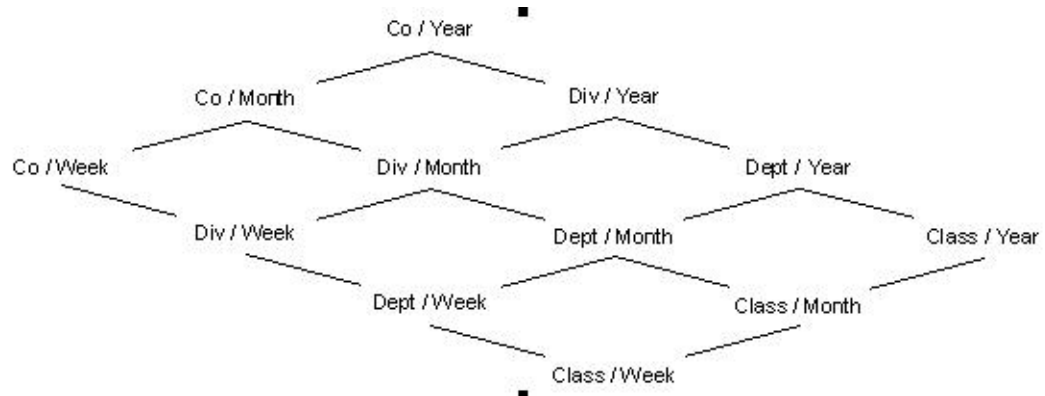 Co / Year
Co / Month
Div / Year
Co / Week
Div / Month
Dept / Year
Div / Week
Dept / Month
Class / Year
Dept / Week
Class / Month
Class / Week